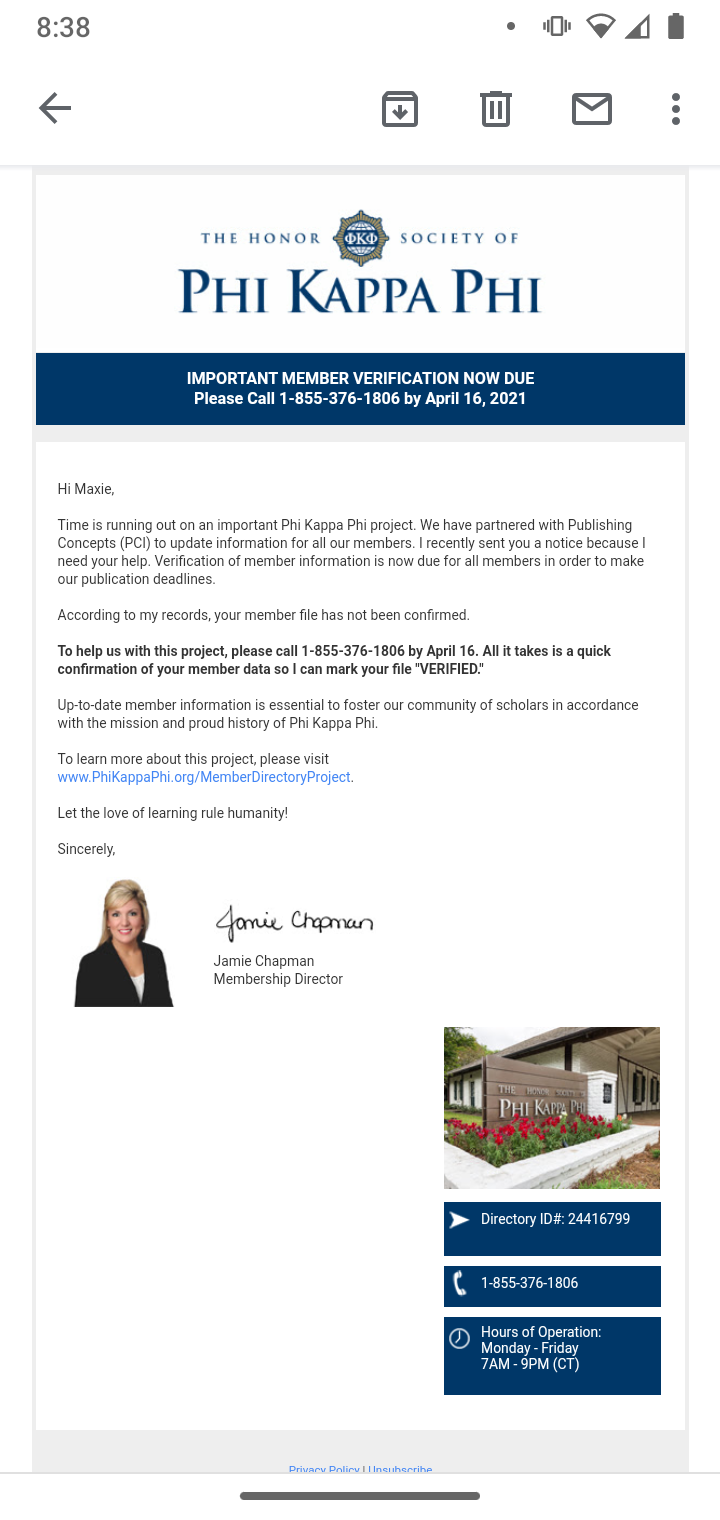 8:38
THE HONOR ΦΚΦ SOCIETY OF
PHI KAPPA PHI
IMPORTANT MEMBER VERIFICATION NOW DUE
Please Call 1-855-376-1806 by April 16, 2021
Hi Maxie,
Time is running out on an important Phi Kappa Phi project. We have partnered with Publishing
Concepts (PCI) to update information for all our members. I recently sent you a notice because I
need your help. Verification of member information is now due for all members in order to make
our publication deadlines.
According to my records, your member file has not been confirmed.
To help us with this project, please call 1-855-376-1806 by April 16. All it takes is a quick
confirmation of your member data so I can mark your file "VERIFIED."
Up-to-date member information is essential to foster our community of scholars in accordance
with the mission and proud history of Phi Kappa Phi.
To learn more about this project, please visit
www.PhiKappaPhi.org/MemberDirectoryProject.
Let the love of learning rule humanity!
Sincerely,
Jamie Chapman
Jamie Chapman
Membership Director
THE HONOR SOCIETY
PHI KAPPA PHI
Directory ID#: 24416799
1-855-376-1806
Hours of Operation:
Monday - Friday
7AM - 9PM (CT)
Privacy Policy | Unsubscribe